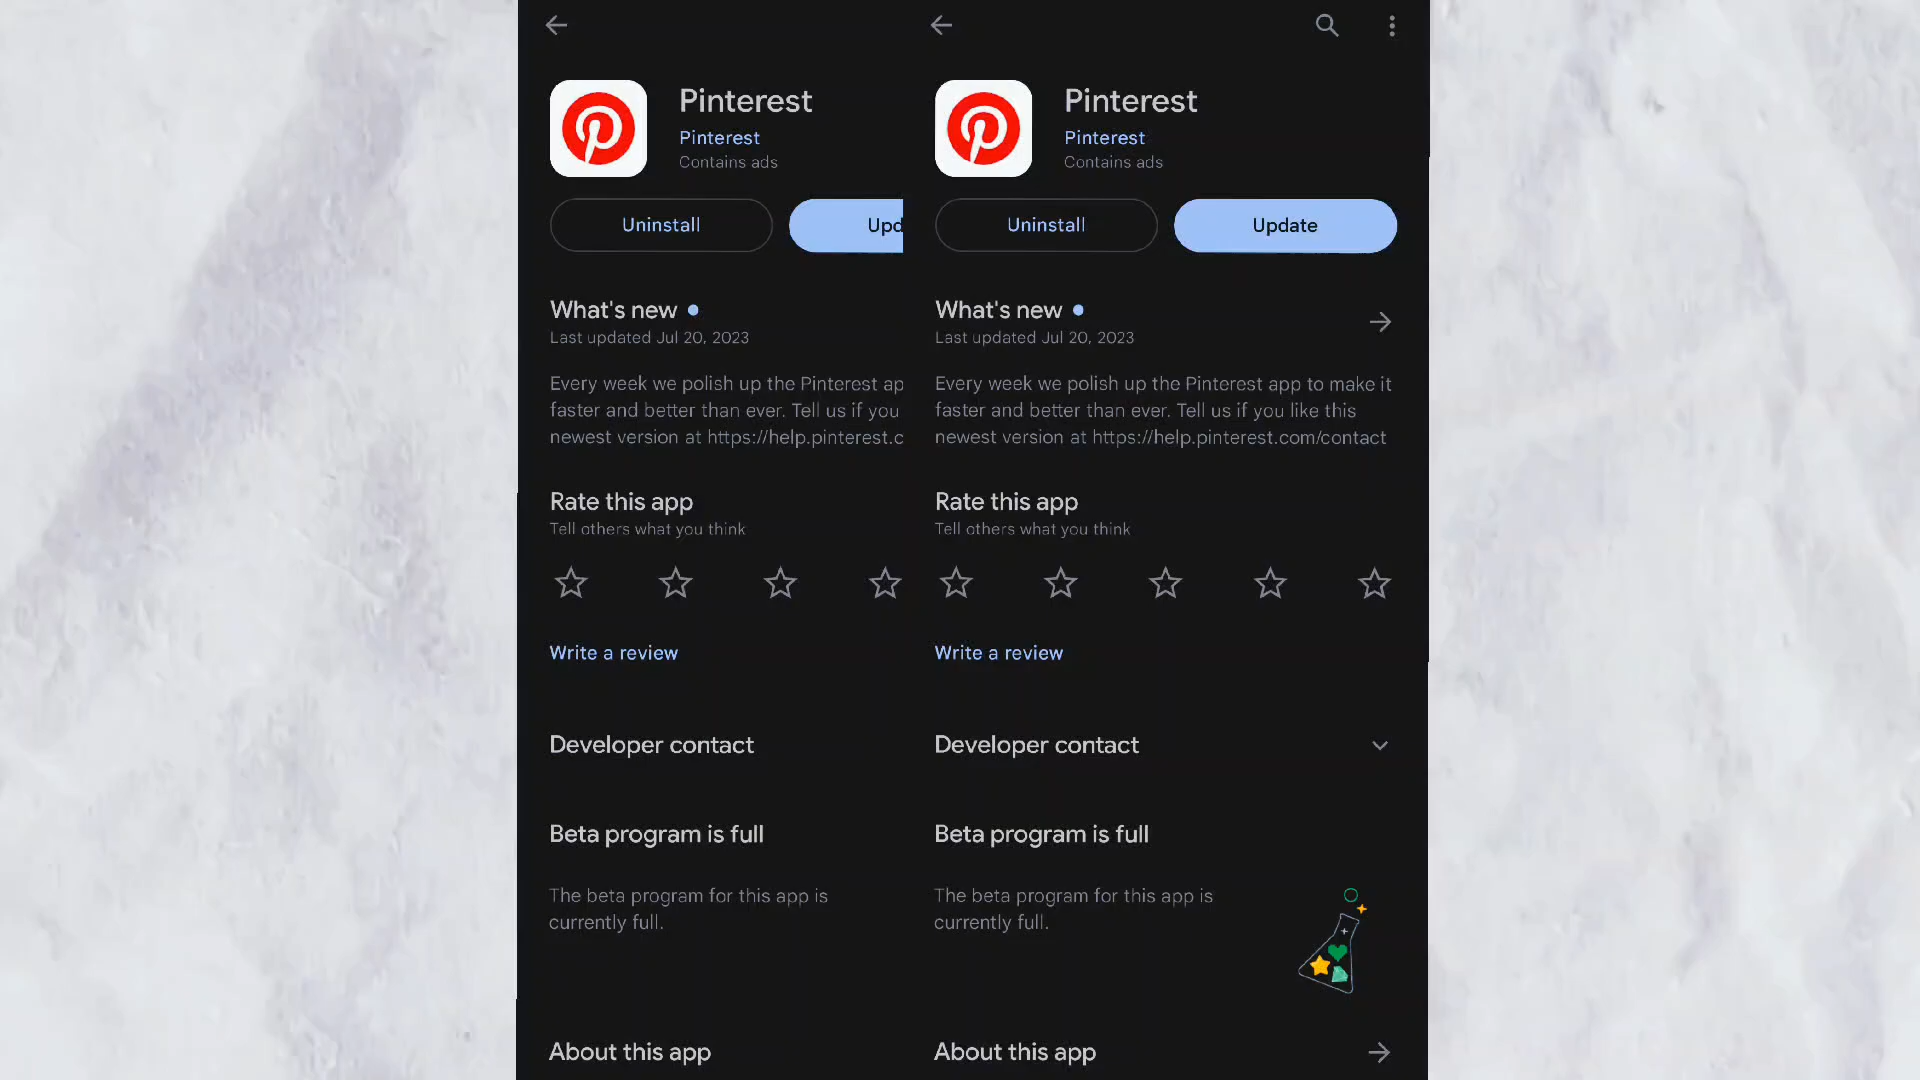 Pinterest
Pinterest
Contains ads
Uninstall
Upd
What's new
Last updated Jul 20, 2023
Every week we polish up the Pinterest ap
faster and better than ever. Tell us if you
newest version at https://help.pinterest.c
Rate this app
Tell others what you think
Write a review
Developer contact
Beta program is full
The beta program for this app is
currently full.
About this app
Pinterest
Pinterest
Contains ads
Uninstall
Update
What's new
Last updated Jul 20, 2023
Every week we polish up the Pinterest app to make it
faster and better than ever. Tell us if you like this
newest version at https://help.pinterest.com/contact
Rate this app
Tell others what you think
Write a review
Developer contact
Beta program is full
The beta program for this app is
currently full.
About this app